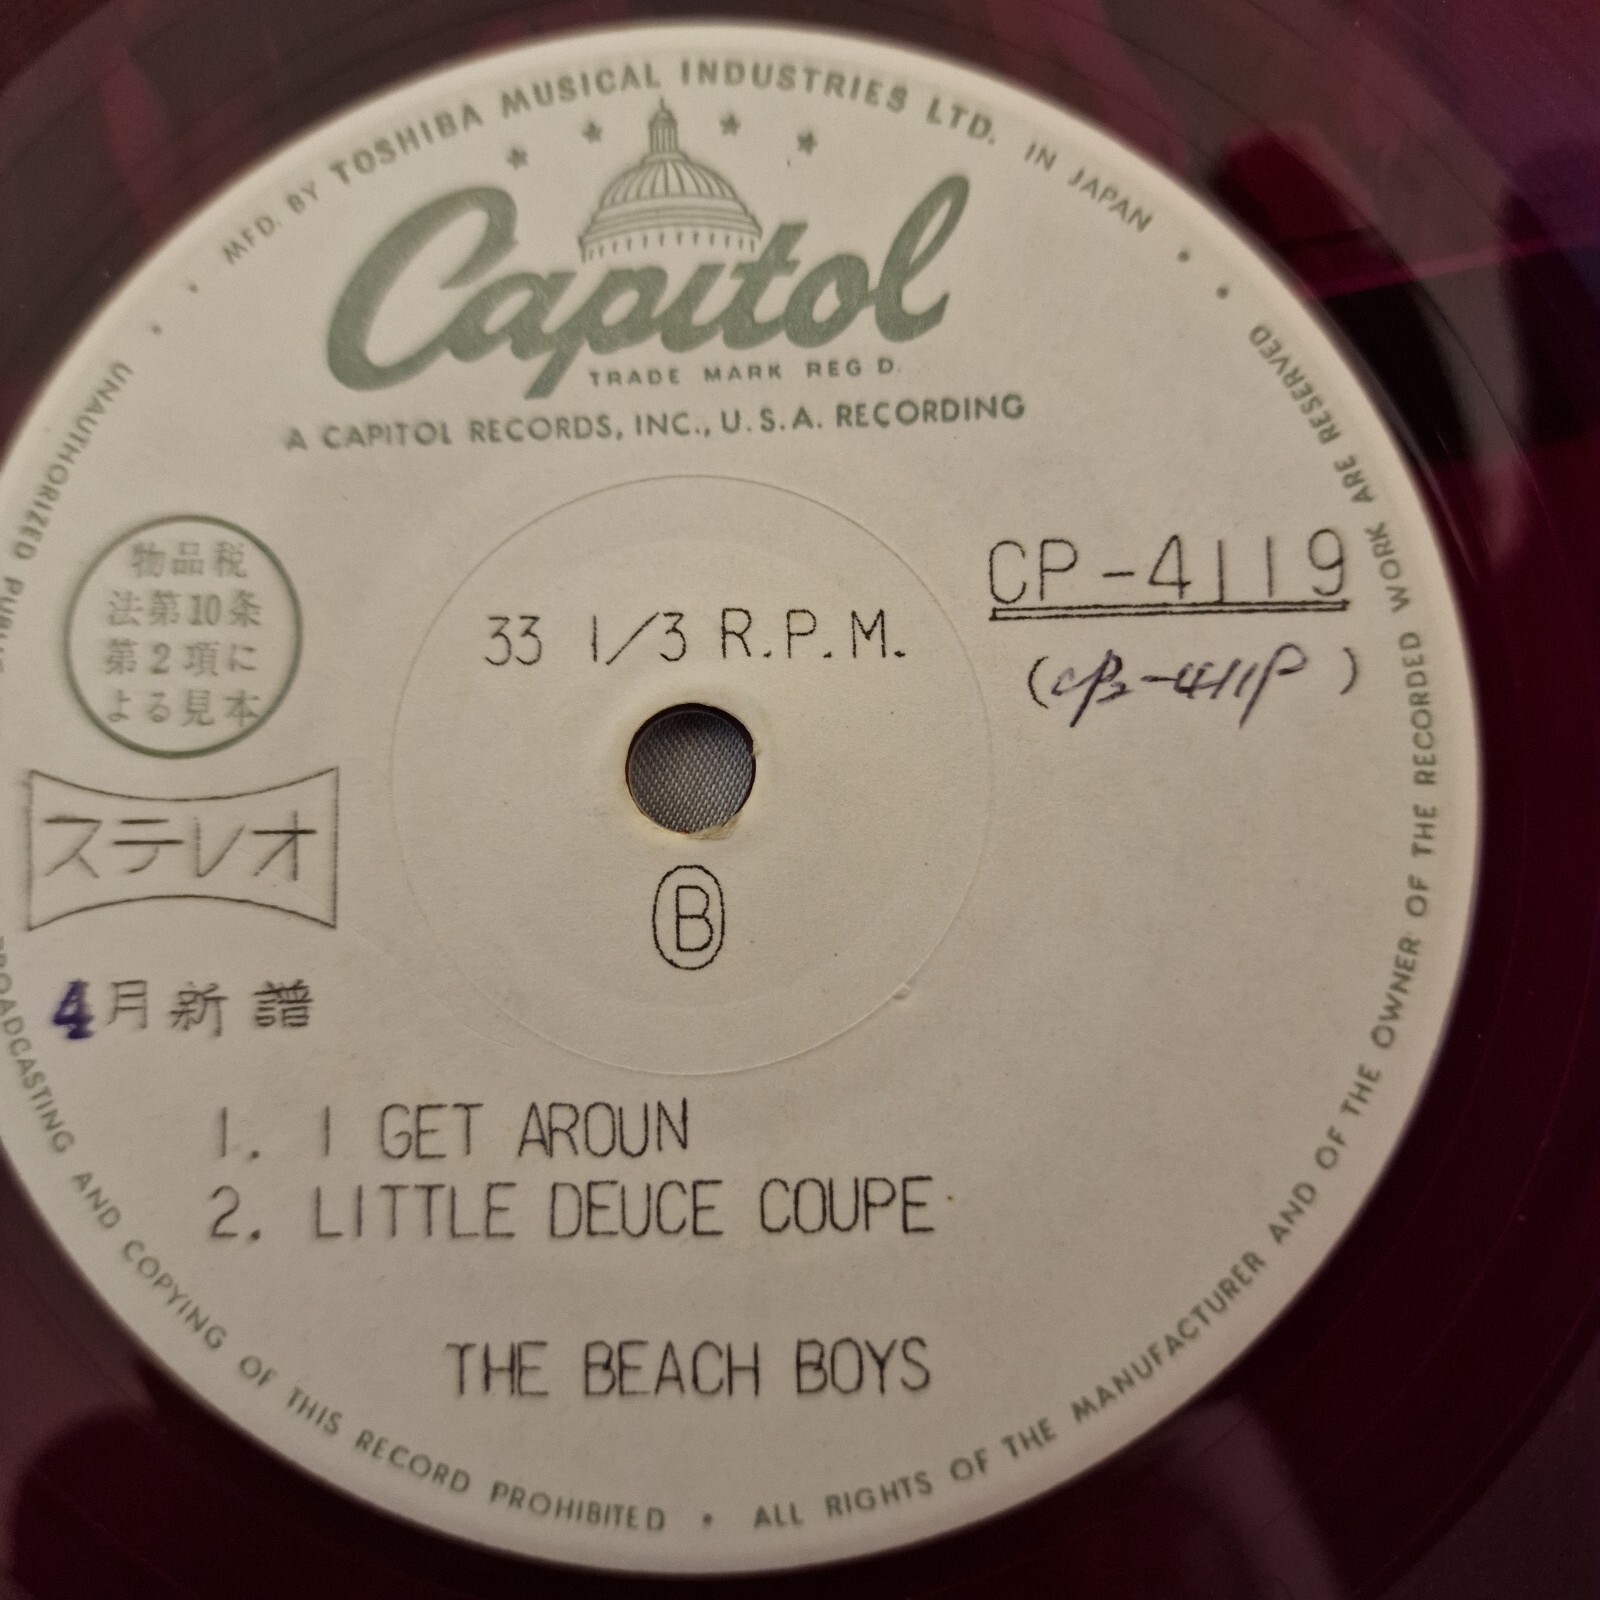 MFD. BY TOSHIBA MUSICAL INDUSTRIES LTD. IN JAPAN
Capitol
TRADE MARK REG D.
A CAPITOL RECORDS, INC., U.S.A. RECORDING
物品税
法第10条
第2項に
よる見本
33 1/3 R.P.M.
CP-4119
ステレオ
B
4月新譜
1. I GET AROUN
2. LITTLE DEUCE COUPE
THE BEACH BOYS
ALL RIGHTS OF THE MANUFACTURER AND OF THE OWNER OF THE RECORDED WORK ARE RESERVED
UNAUTHORIZED BROADCASTING AND COPYING OF THIS RECORD PROHIBITED